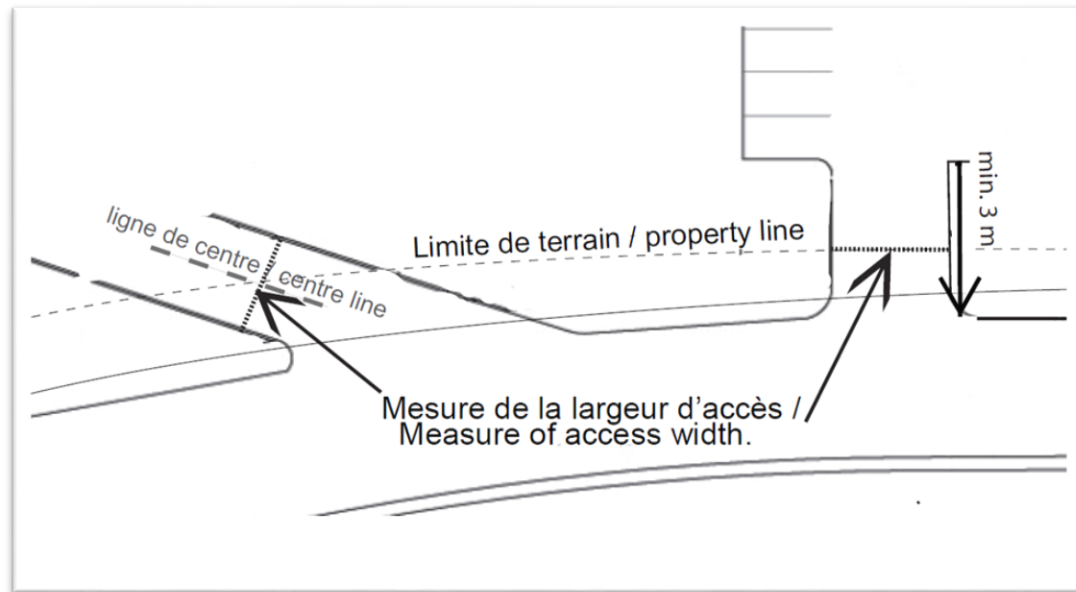 ligne de centre / centre line
Limite de terrain / property line
min. 3 m
Mesure de la largeur d'accès /
Measure of access width.